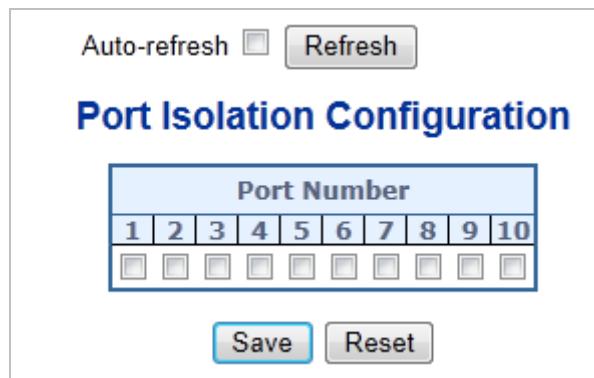 Auto-refresh Refresh
Port Isolation Configuration
Port Number
1 2 3 4 5 6 7 8 9 10
Save Reset